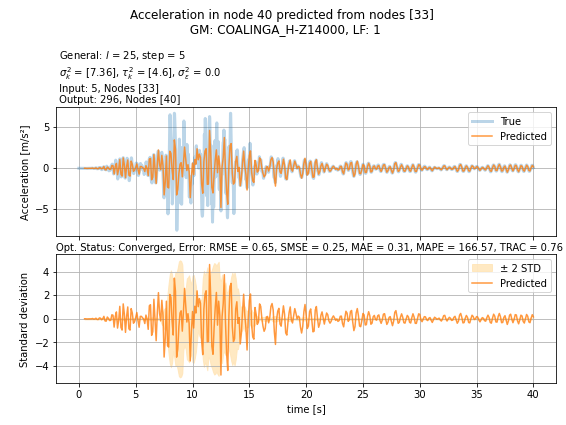 Acceleration in node 40 predicted from nodes [33]
GM: COALINGA_H-Z14000, LF: 1
General: l = 25, step = 5
σ²ₖ = [7.36], τ²ₖ = [4.6], σ²_ε = 0.0
Input: 5, Nodes [33]
Output: 296, Nodes [40]
Acceleration [m/s²]
5
0
−5
True
Predicted
Opt. Status: Converged, Error: RMSE = 0.65, SMSE = 0.25, MAE = 0.31, MAPE = 166.57, TRAC = 0.76
Standard deviation
4
2
0
−2
−4
± 2 STD
Predicted
0 5 10 15 20 25 30 35 40
time [s]